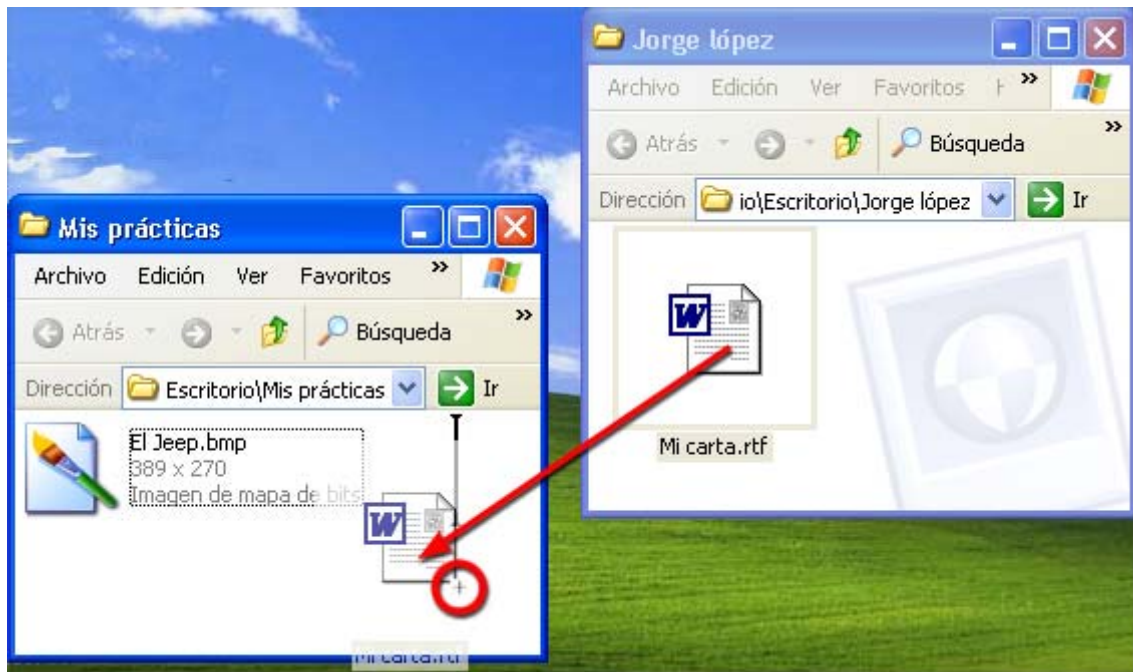 Jorge lópez
Archivo Edición Ver Favoritos »
Atrás Búsqueda »
Dirección io\Escritorio\Jorge lópez Ir
W
Mi carta.rtf
Mis prácticas
Archivo Edición Ver Favoritos »
Atrás Búsqueda »
Dirección Escritorio\Mis prácticas Ir
El Jeep.bmp
389 x 270
Imagen de mapa de bits
W
Mi carta.rtf